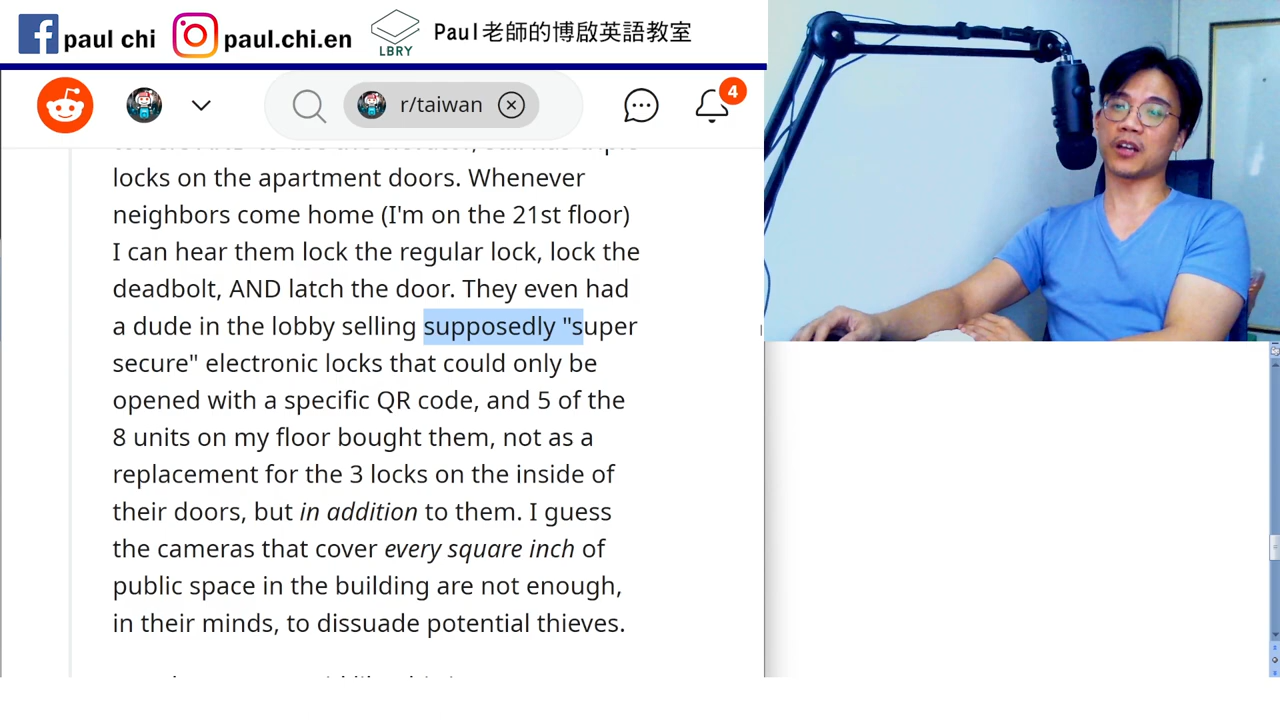 paul chi
paul.chi.en
LBRY
Paul老師的博啟英語教室
r/taiwan
4
locks on the apartment doors. Whenever
neighbors come home (I'm on the 21st floor)
I can hear them lock the regular lock, lock the
deadbolt, AND latch the door. They even had
a dude in the lobby selling supposedly "super
secure" electronic locks that could only be
opened with a specific QR code, and 5 of the
8 units on my floor bought them, not as a
replacement for the 3 locks on the inside of
their doors, but in addition to them. I guess
the cameras that cover every square inch of
public space in the building are not enough,
in their minds, to dissuade potential thieves.